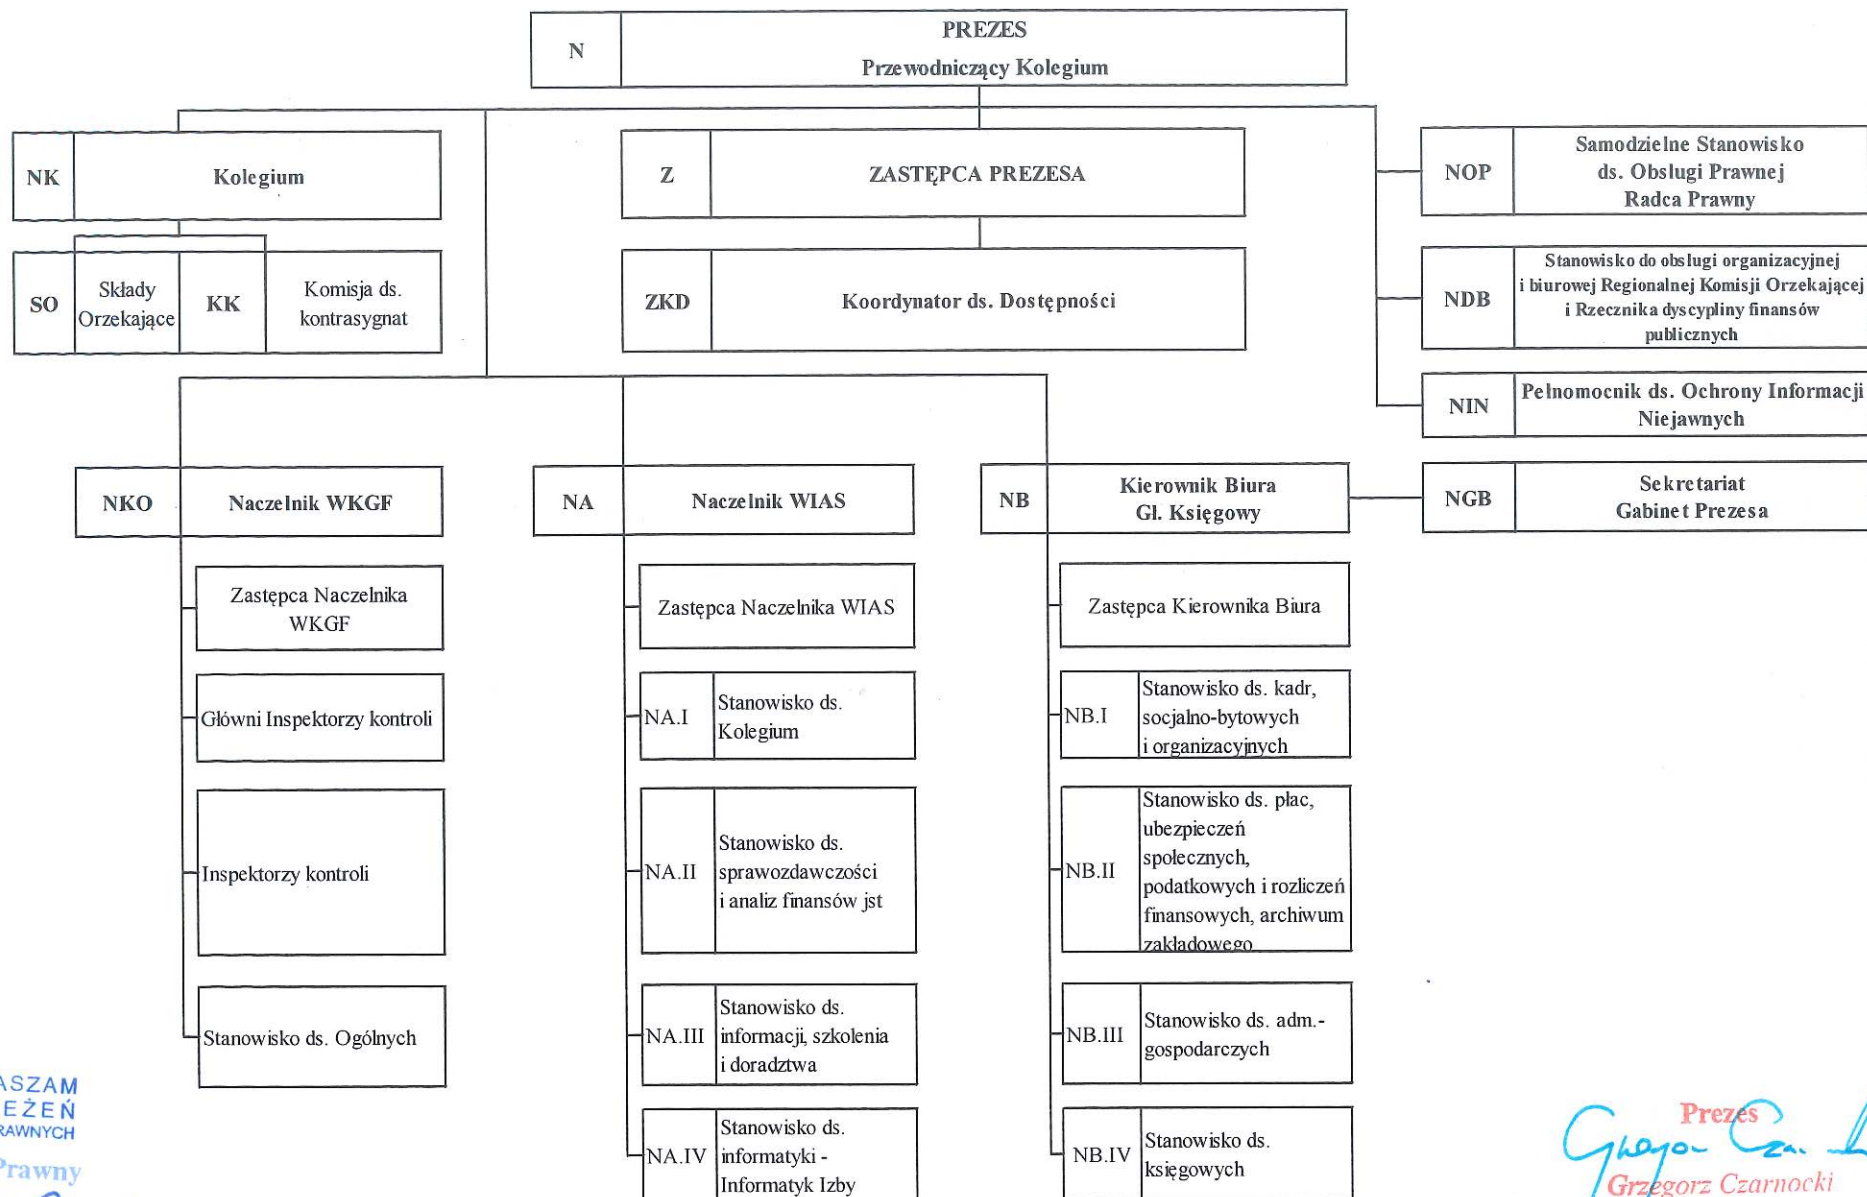 N
PREZES
Przewodniczący Kolegium
NK
Kolegium
Z
ZASTĘPCA PREZESA
NOP
Samodzielne Stanowisko
ds. Obsługi Prawnej
Radca Prawny
SO
Składy
Orzekające
KK
Komisja ds.
kontrasygnat
ZKD
Koordynator ds. Dostępności
NDB
Stanowisko do obsługi organizacyjnej
i biurowej Regionalnej Komisji Orzekającej
i Rzecznika dyscypliny finansów
publicznych
NIN
Pełnomocnik ds. Ochrony Informacji
Niejawnych
NKO
Naczelnik WKGF
NA
Naczelnik WIAS
NB
Kierownik Biura
Gł. Księgowy
NGB
Sekretariat
Gabinet Prezesa
Zastępca Naczelnika
WKGF
Główni Inspektorzy kontroli
Inspektorzy kontroli
Stanowisko ds. Ogólnych
Zastępca Naczelnika WIAS
NA.I
Stanowisko ds.
Kolegium
NA.II
Stanowisko ds.
sprawozdawczości
i analiz finansów jst
NA.III
Stanowisko ds.
informacji, szkolenia
i doradztwa
NA.IV
Stanowisko ds.
informatyki -
Informatyk Izby
Zastępca Kierownika Biura
NB.I
Stanowisko ds. kadr,
socjalno-bytowych
i organizacyjnych
NB.II
Stanowisko ds. płac,
ubezpieczeń
społecznych,
podatkowych i rozliczeń
finansowych, archiwum
zakładowego
NB.III
Stanowisko ds. adm.-
gospodarczych
NB.IV
Stanowisko ds.
księgowych
ASZAM
EŻEŃ
RAWNYCH
Prawny
Prezes
Grzegorz Czarnocki